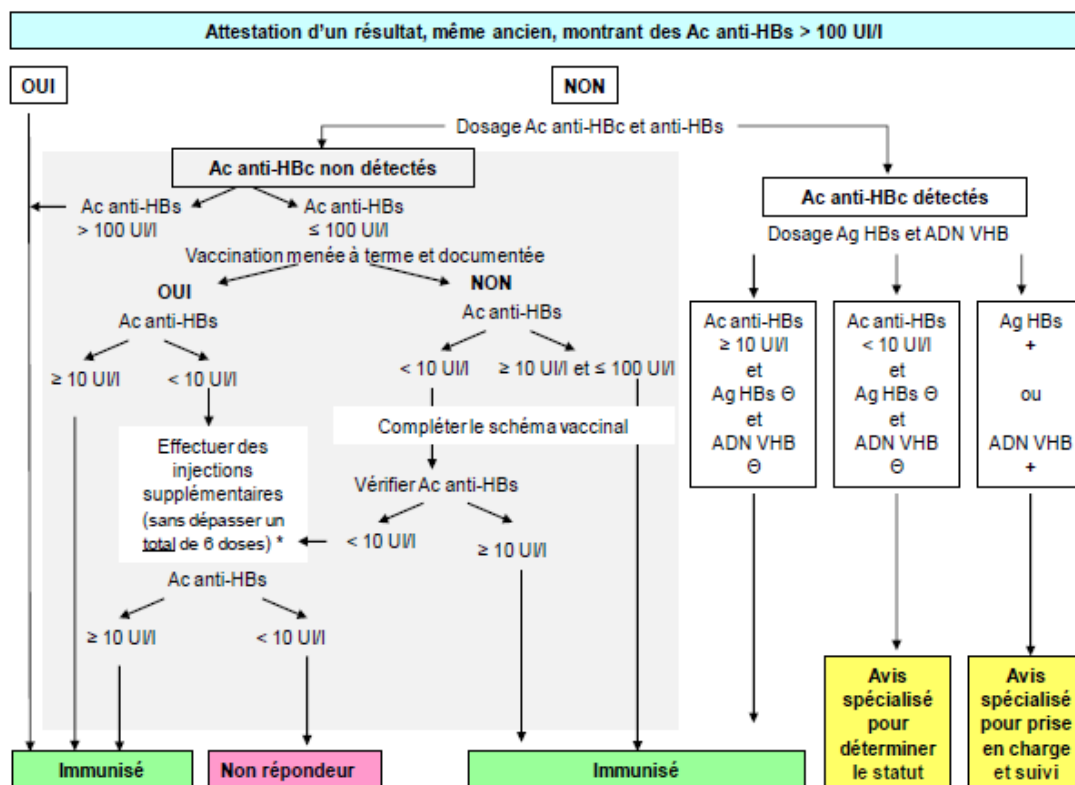 Attestation d'un résultat, même ancien, montrant des Ac anti-HBs > 100 UI/l
OUI
NON
Dosage Ac anti-HBc et anti-HBs
Ac anti-HBc non détectés
Ac anti-HBs
> 100 UI/l
Ac anti-HBs
≤ 100 UI/l
Vaccination menée à terme et documentée
OUI
Ac anti-HBs
≥ 10 UI/l
< 10 UI/l
Effectuer des
injections
supplémentaires
(sans dépasser un
total de 6 doses) *
Ac anti-HBs
≥ 10 UI/l
< 10 UI/l
NON
Ac anti-HBs
< 10 UI/l
≥ 10 UI/l et ≤ 100 UI/l
Compléter le schéma vaccinal
Vérifier Ac anti-HBs
< 10 UI/l
≥ 10 UI/l
Ac anti-HBc détectés
Dosage Ag HBs et ADN VHB
Ac anti-HBs
≥ 10 UI/l
et
Ag HBs Θ
et
ADN VHB
Θ
Ac anti-HBs
< 10 UI/l
et
Ag HBs Θ
et
ADN VHB
Θ
Ag HBs
+
ou
ADN VHB
+
Immunisé
Non répondeur
Immunisé
Avis
spécialisé
pour
déterminer
le statut
Avis
spécialisé
pour prise
en charge
et suivi